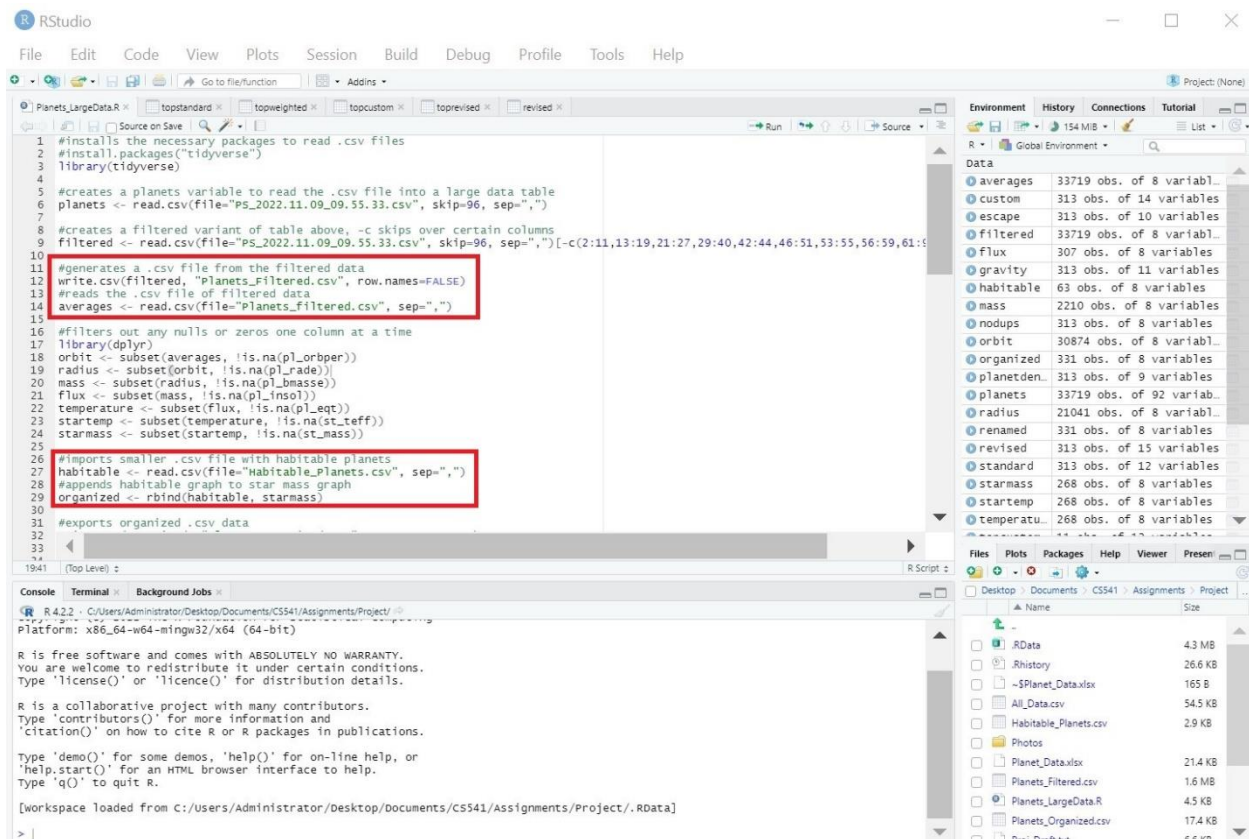 RStudio
File Edit Code View Plots Session Build Debug Profile Tools Help
Go to file/function Addins Project: (None)
Planets_LargeData.R topstandard topweighted topcustom toprevised revised
Source on Save Run Source
1 #installs the necessary packages to read .csv files
2 #install.packages("tidyverse")
3 library(tidyverse)
4
5 #creates a planets variable to read the .csv file into a large data table
6 planets <- read.csv(file="PS_2022.11.09_09.55.33.csv", skip=96, sep=",")
7
8 #creates a filtered variant of table above, -c skips over certain columns
9 filtered <- read.csv(file="PS_2022.11.09_09.55.33.csv", skip=96, sep=",")[-c(2:11,13:19,21:27,29:40,42:44,46:51,53:55,56:59,61:9
10
11 #generates a .csv file from the filtered data
12 write.csv(filtered, "Planets_Filtered.csv", row.names=FALSE)
13 #reads the .csv file of filtered data
14 averages <- read.csv(file="Planets_filtered.csv", sep=",")
15
16 #filters out any nulls or zeros one column at a time
17 library(dplyr)
18 orbit <- subset(averages, !is.na(pl_orbper))
19 radius <- subset(orbit, !is.na(pl_rade))
20 mass <- subset(radius, !is.na(pl_bmasse))
21 flux <- subset(mass, !is.na(pl_insol))
22 temperature <- subset(flux, !is.na(pl_eqt))
23 startemp <- subset(temperature, !is.na(st_teff))
24 starmass <- subset(startemp, !is.na(st_mass))
25
26 #imports smaller .csv file with habitable planets
27 habitable <- read.csv(file="Habitable_Planets.csv", sep=",")
28 #appends habitable graph to star mass graph
29 organized <- rbind(habitable, starmass)
30
31 #exports organized .csv data
32
33
19:41 (Top Level) R Script
Console Terminal Background Jobs
R 4.2.2 · C:/Users/Administrator/Desktop/Documents/CS541/Assignments/Project/
Platform: x86_64-w64-mingw32/x64 (64-bit)
R is free software and comes with ABSOLUTELY NO WARRANTY.
You are welcome to redistribute it under certain conditions.
Type 'license()' or 'licence()' for distribution details.
R is a collaborative project with many contributors.
Type 'contributors()' for more information and
'citation()' on how to cite R or R packages in publications.
Type 'demo()' for some demos, 'help()' for on-line help, or
'help.start()' for an HTML browser interface to help.
Type 'q()' to quit R.
[Workspace loaded from C:/Users/Administrator/Desktop/Documents/CS541/Assignments/Project/.RData]
>
Environment History Connections Tutorial
154 MiB List
R Global Environment
Data
averages 33719 obs. of 8 variabl...
custom 313 obs. of 14 variables
escape 313 obs. of 10 variables
filtered 33719 obs. of 8 variabl...
flux 307 obs. of 8 variables
gravity 313 obs. of 11 variables
habitable 63 obs. of 8 variables
mass 2210 obs. of 8 variables
nodups 313 obs. of 8 variables
orbit 30874 obs. of 8 variabl...
organized 331 obs. of 8 variables
planetden... 313 obs. of 9 variables
planets 33719 obs. of 92 variab...
radius 21041 obs. of 8 variabl...
renamed 331 obs. of 8 variables
revised 313 obs. of 15 variables
standard 313 obs. of 12 variables
starmass 268 obs. of 8 variables
startemp 268 obs. of 8 variables
temperatu... 268 obs. of 8 variables
Files Plots Packages Help Viewer Present
Desktop Documents CS541 Assignments Project ...
Name Size
..
.RData 4.3 MB
.Rhistory 26.6 KB
~$Planet_Data.xlsx 165 B
All_Data.csv 54.5 KB
Habitable_Planets.csv 2.9 KB
Photos
Planet_Data.xlsx 21.4 KB
Planets_Filtered.csv 1.6 MB
Planets_LargeData.R 4.5 KB
Planets_Organized.csv 17.4 KB